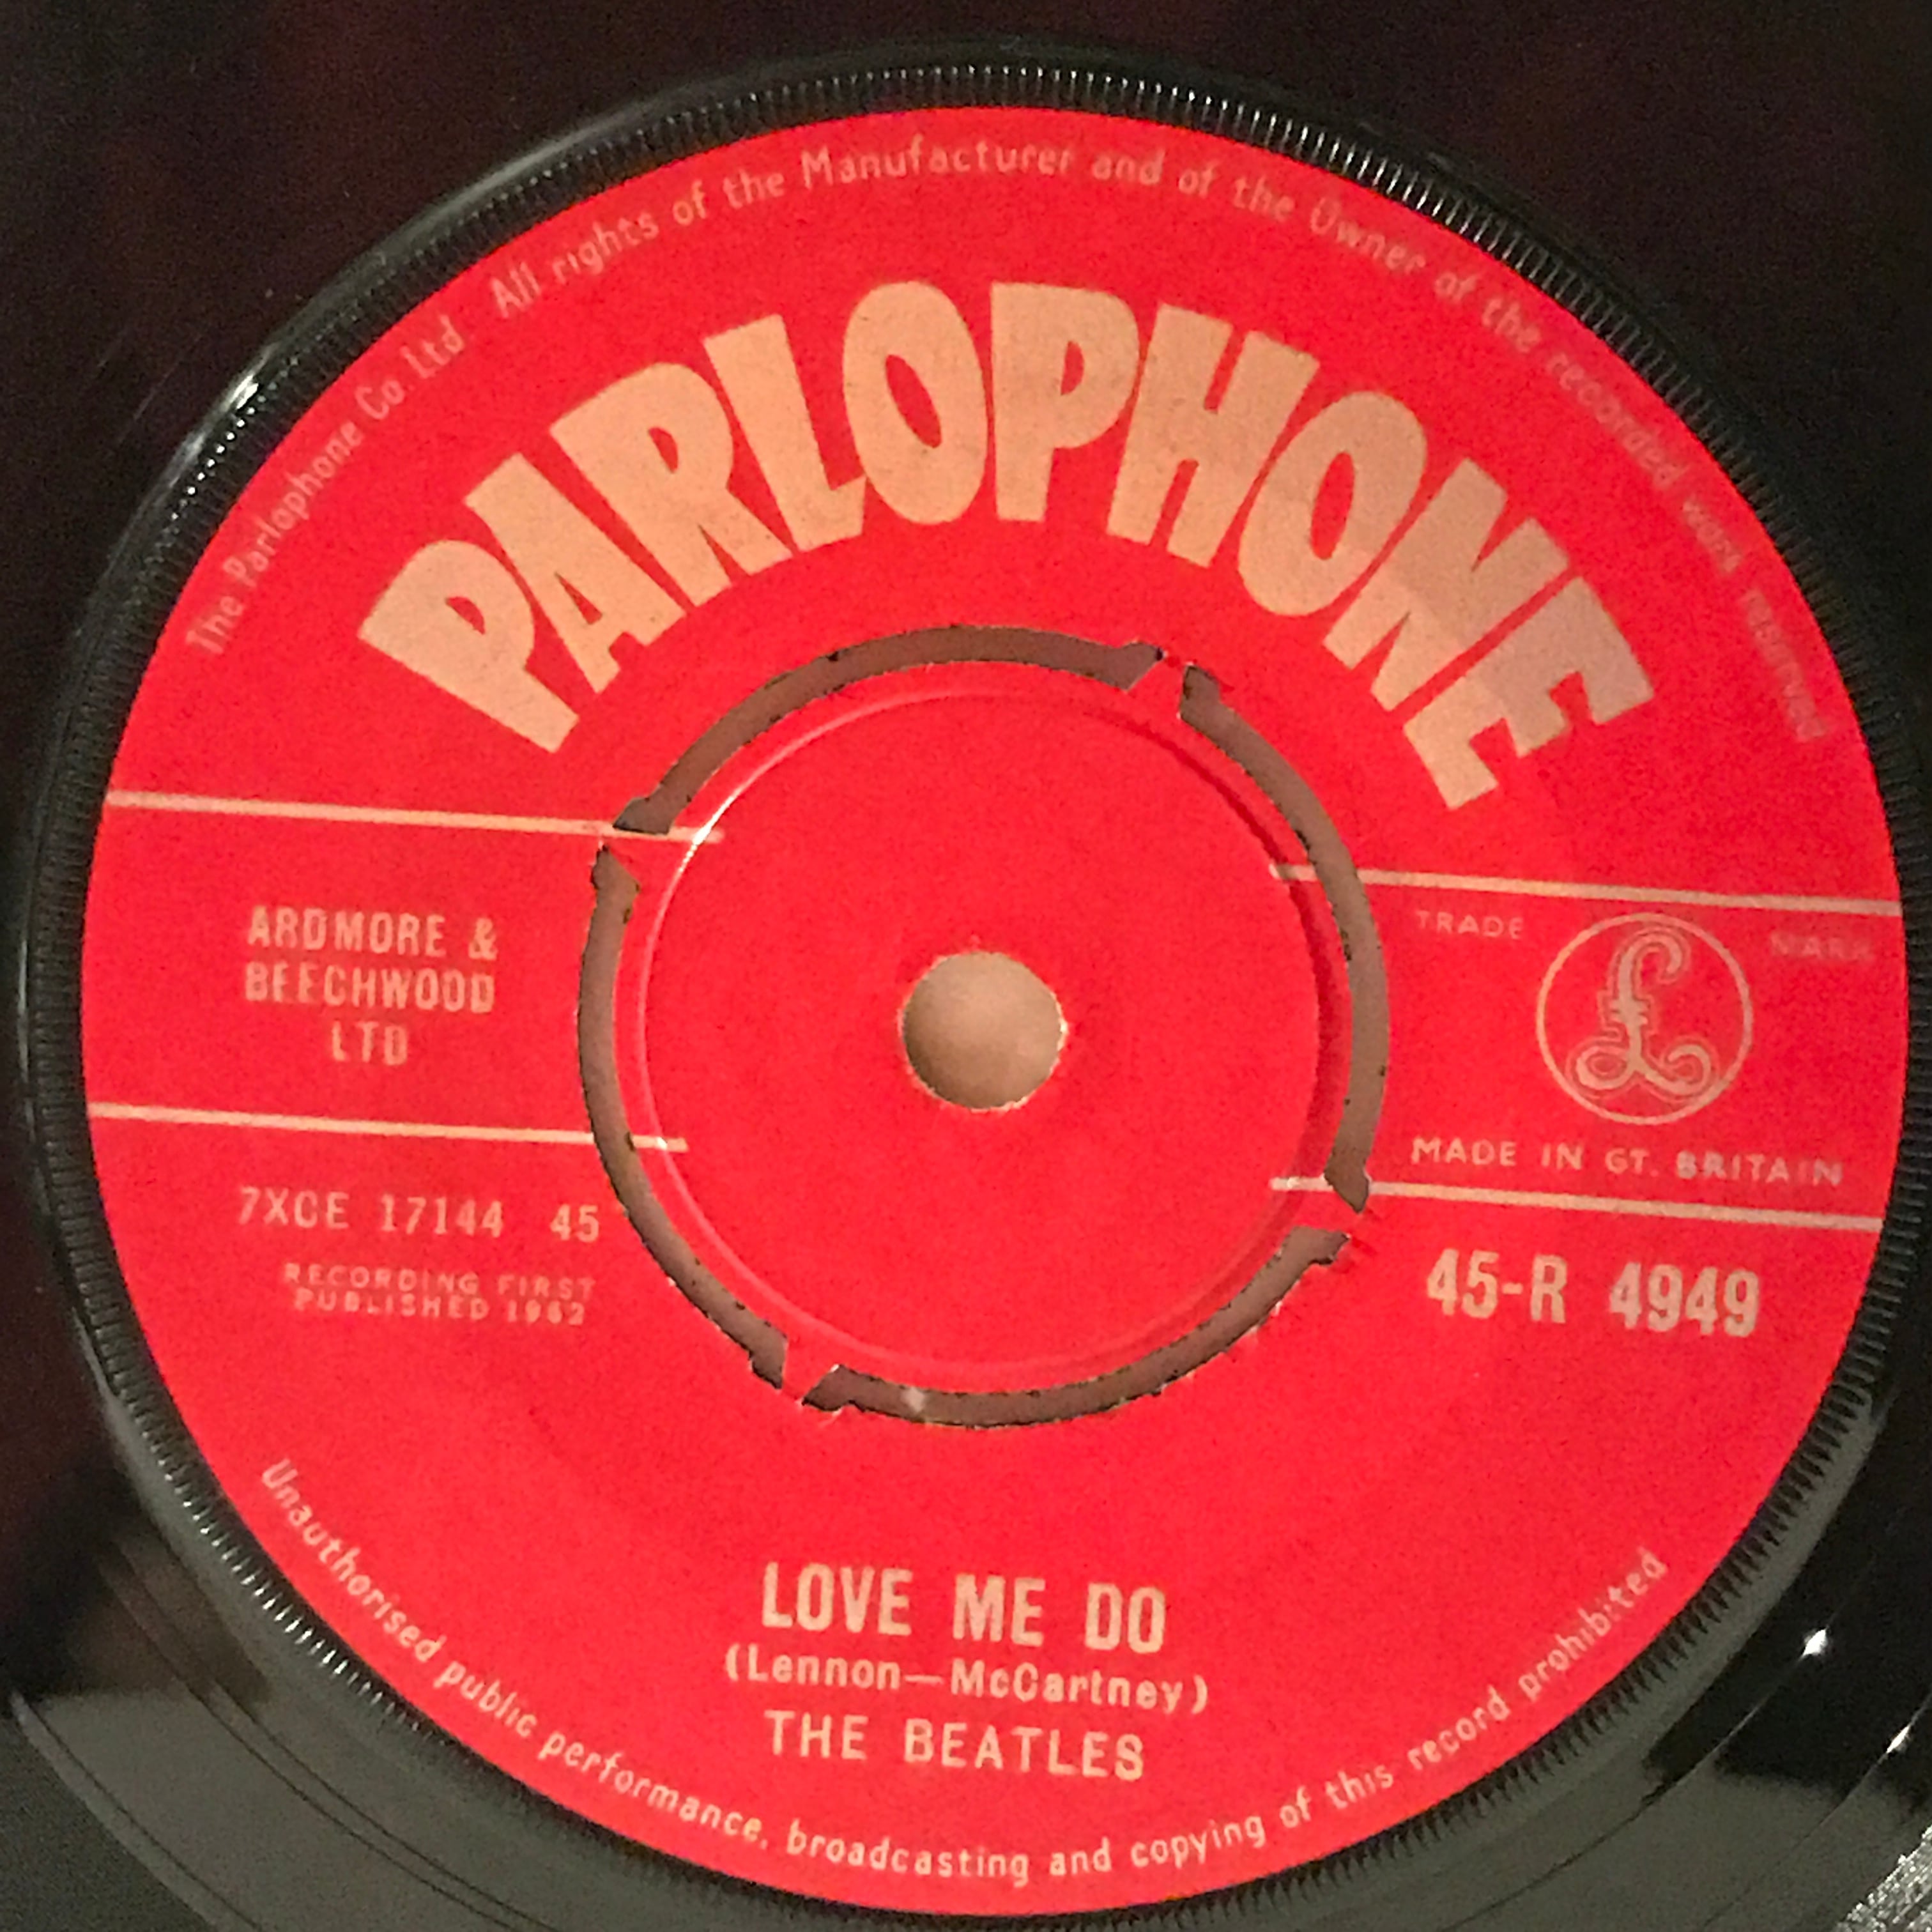 The Parlophone Co. Ltd. All rights of the Manufacturer and of the Owner of the recorded work reserved
PARLOPHONE
ARDMORE &
BEECHWOOD
LTD
TRADE MARK
£
MADE IN GT. BRITAIN
7XCE 17144 45
RECORDING FIRST
PUBLISHED 1962
45-R 4949
LOVE ME DO
(Lennon—McCartney)
THE BEATLES
Unauthorised public performance, broadcasting and copying of this record prohibited